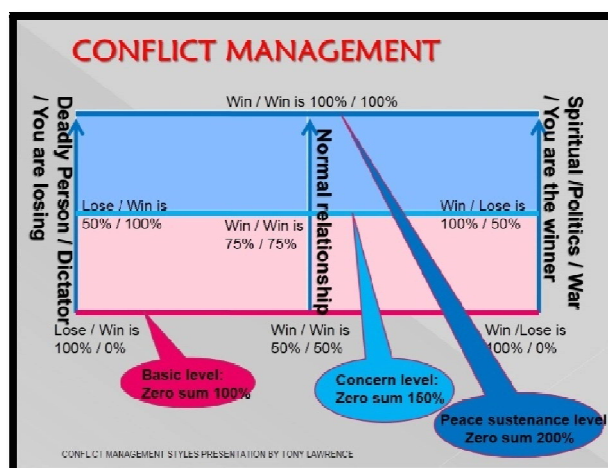 CONFLICT MANAGEMENT
Win / Win is 100% / 100%
Deadly Person / Dictator
/ You are losing
Normal relationship
Spiritual /Politics / War
/ You are the winner
Lose / Win is
50% / 100%
Win / Win is
75% / 75%
Win / Lose is
100% / 50%
Lose / Win is
100% / 0%
Win / Win is
50% / 50%
Win /Lose is
100% / 0%
Basic level:
Zero sum 100%
Concern level:
Zero sum 150%
Peace sustenance level
Zero sum 200%
CONFLICT MANAGEMENT STYLES PRESENTATION BY TONY LAWRENCE